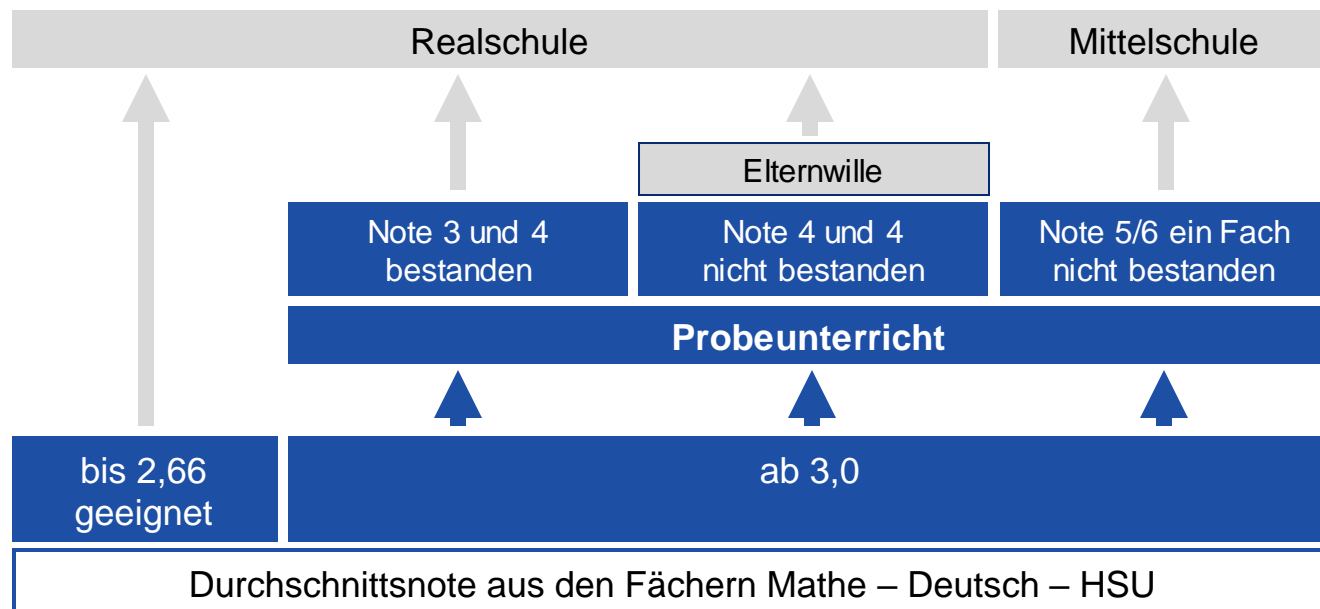 Realschule
Mittelschule
Elternwille
Note 3 und 4
bestanden
Note 4 und 4
nicht bestanden
Note 5/6 ein Fach
nicht bestanden
Probeunterricht
bis 2,66
geeignet
ab 3,0
Durchschnittsnote aus den Fächern Mathe – Deutsch – HSU